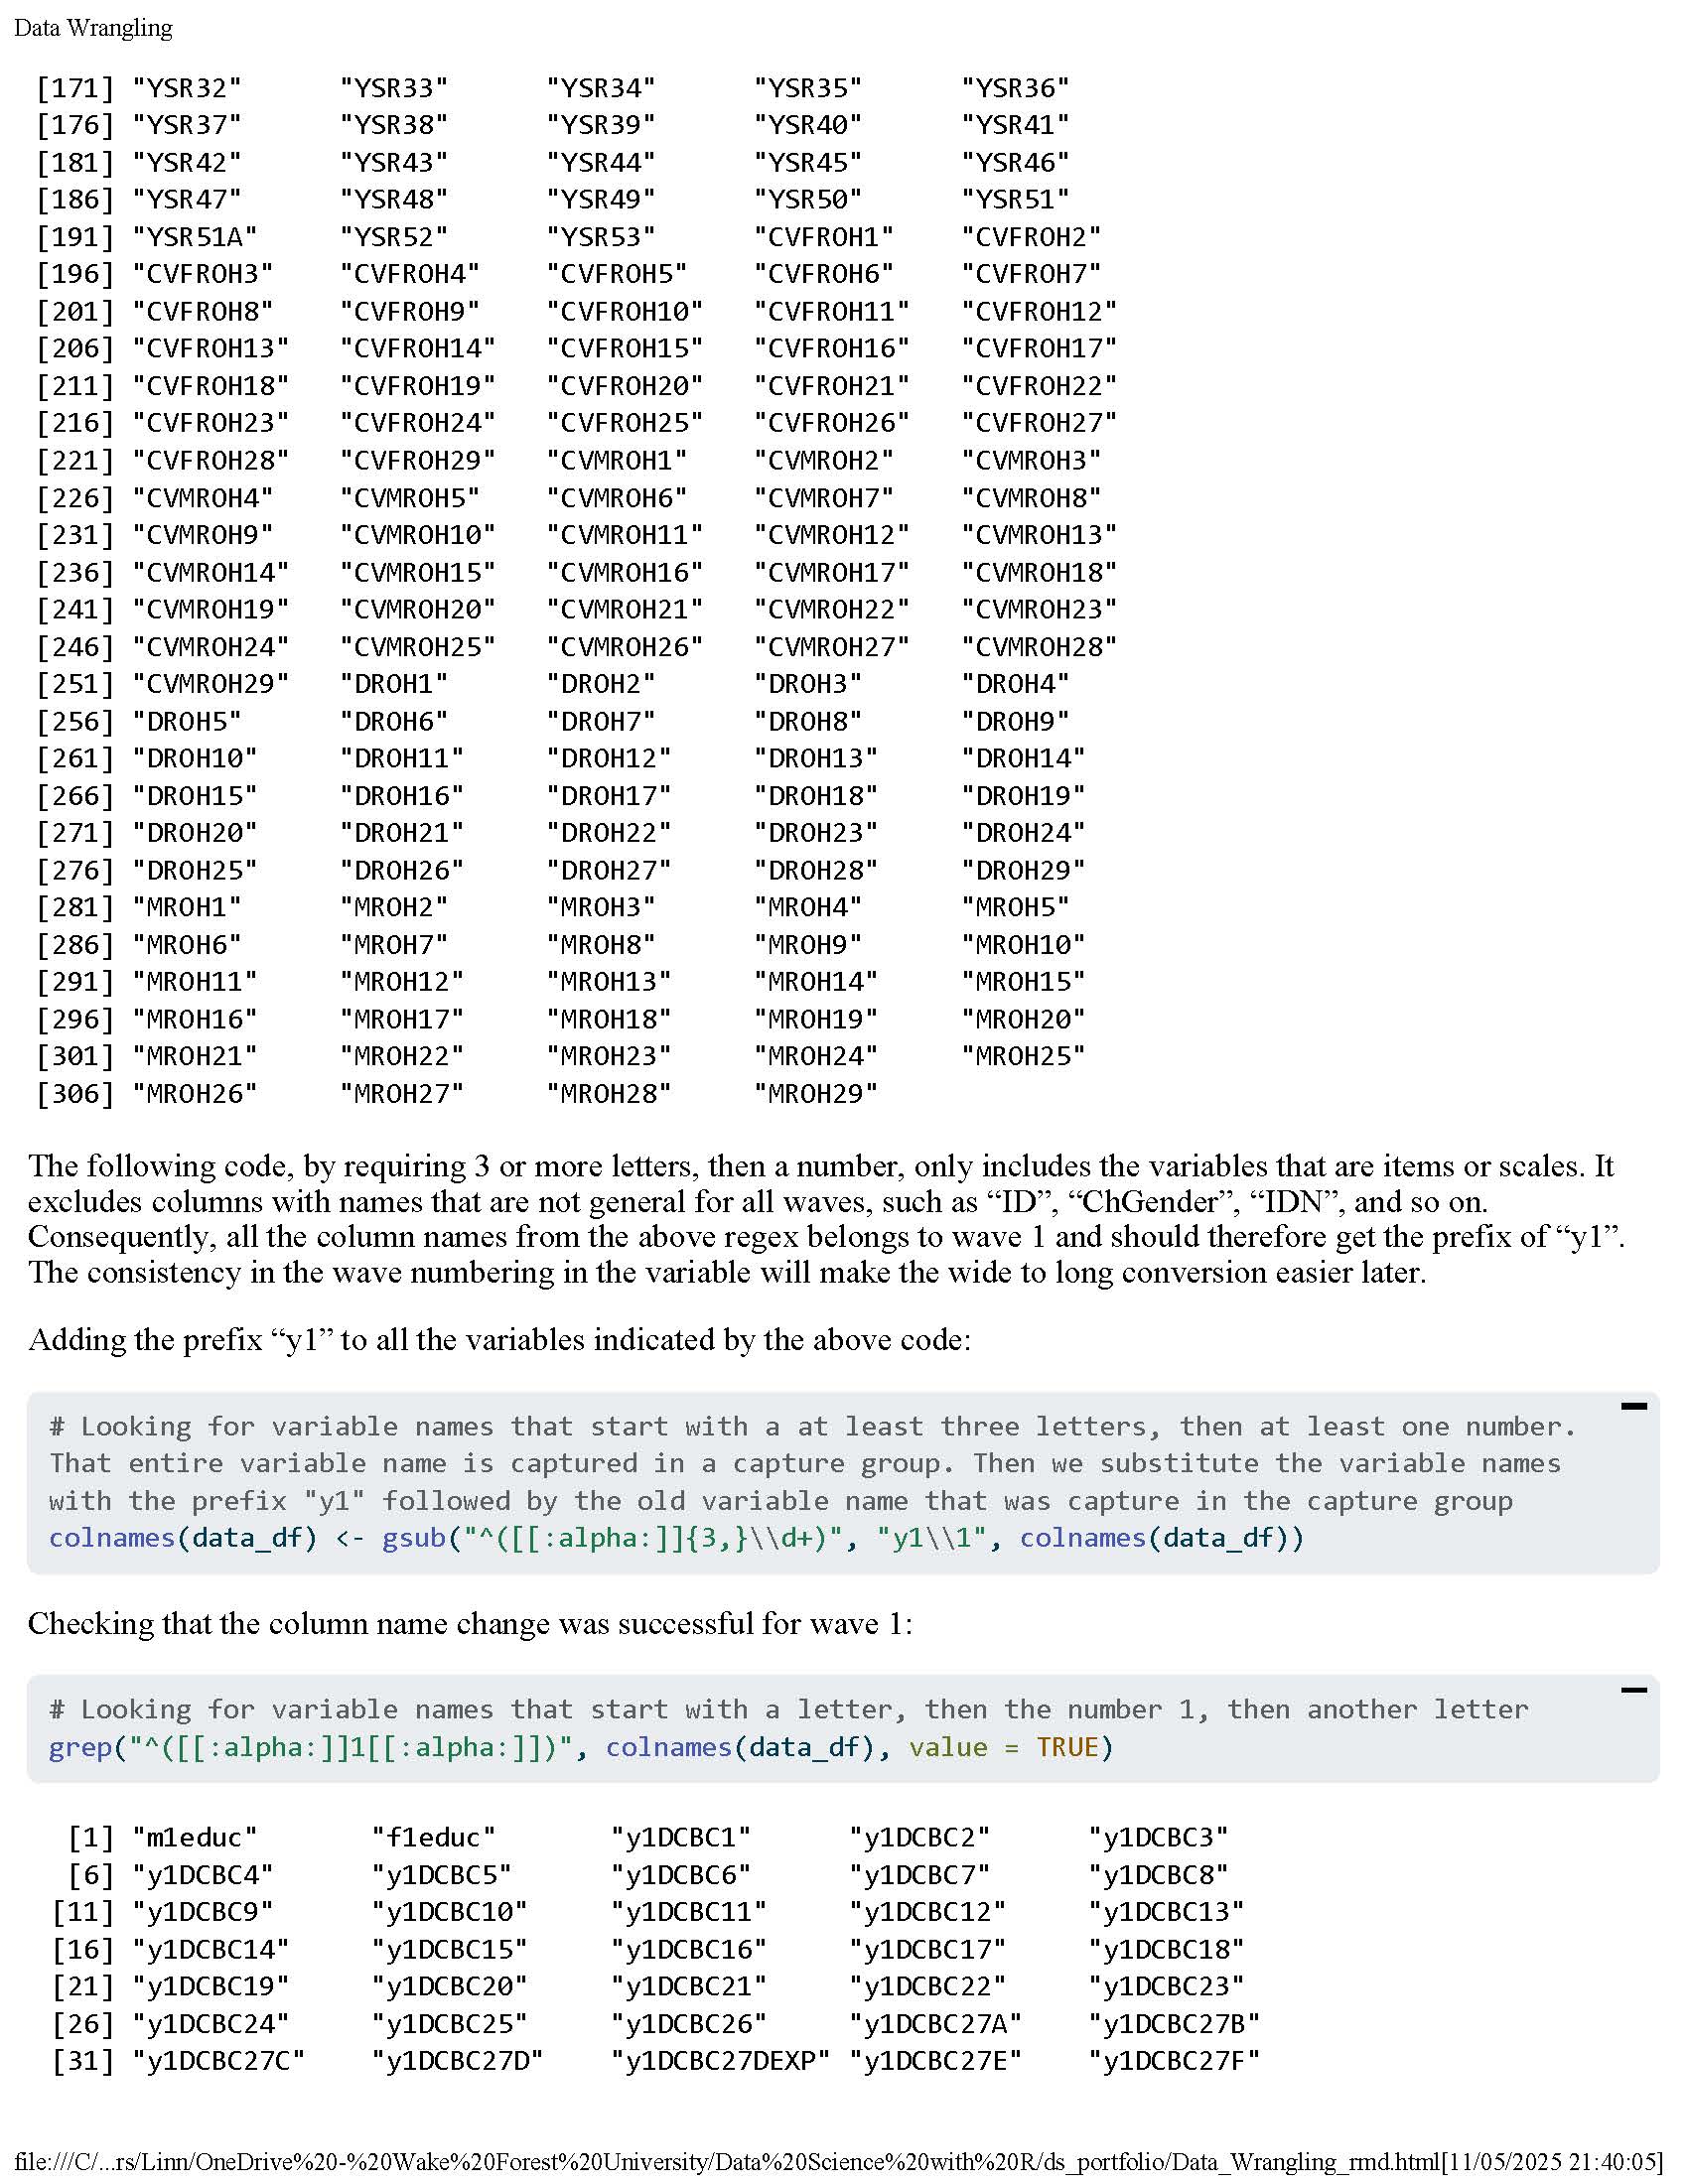 Data Wrangling
[171] "YSR32" "YSR33" "YSR34" "YSR35" "YSR36"
[176] "YSR37" "YSR38" "YSR39" "YSR40" "YSR41"
[181] "YSR42" "YSR43" "YSR44" "YSR45" "YSR46"
[186] "YSR47" "YSR48" "YSR49" "YSR50" "YSR51"
[191] "YSR51A" "YSR52" "YSR53" "CVFROH1" "CVFROH2"
[196] "CVFROH3" "CVFROH4" "CVFROH5" "CVFROH6" "CVFROH7"
[201] "CVFROH8" "CVFROH9" "CVFROH10" "CVFROH11" "CVFROH12"
[206] "CVFROH13" "CVFROH14" "CVFROH15" "CVFROH16" "CVFROH17"
[211] "CVFROH18" "CVFROH19" "CVFROH20" "CVFROH21" "CVFROH22"
[216] "CVFROH23" "CVFROH24" "CVFROH25" "CVFROH26" "CVFROH27"
[221] "CVFROH28" "CVFROH29" "CVMROH1" "CVMROH2" "CVMROH3"
[226] "CVMROH4" "CVMROH5" "CVMROH6" "CVMROH7" "CVMROH8"
[231] "CVMROH9" "CVMROH10" "CVMROH11" "CVMROH12" "CVMROH13"
[236] "CVMROH14" "CVMROH15" "CVMROH16" "CVMROH17" "CVMROH18"
[241] "CVMROH19" "CVMROH20" "CVMROH21" "CVMROH22" "CVMROH23"
[246] "CVMROH24" "CVMROH25" "CVMROH26" "CVMROH27" "CVMROH28"
[251] "CVMROH29" "DROH1" "DROH2" "DROH3" "DROH4"
[256] "DROH5" "DROH6" "DROH7" "DROH8" "DROH9"
[261] "DROH10" "DROH11" "DROH12" "DROH13" "DROH14"
[266] "DROH15" "DROH16" "DROH17" "DROH18" "DROH19"
[271] "DROH20" "DROH21" "DROH22" "DROH23" "DROH24"
[276] "DROH25" "DROH26" "DROH27" "DROH28" "DROH29"
[281] "MROH1" "MROH2" "MROH3" "MROH4" "MROH5"
[286] "MROH6" "MROH7" "MROH8" "MROH9" "MROH10"
[291] "MROH11" "MROH12" "MROH13" "MROH14" "MROH15"
[296] "MROH16" "MROH17" "MROH18" "MROH19" "MROH20"
[301] "MROH21" "MROH22" "MROH23" "MROH24" "MROH25"
[306] "MROH26" "MROH27" "MROH28" "MROH29"
The following code, by requiring 3 or more letters, then a number, only includes the variables that are items or scales. It
excludes columns with names that are not general for all waves, such as “ID”, “ChGender”, “IDN”, and so on.
Consequently, all the column names from the above regex belongs to wave 1 and should therefore get the prefix of “y1”.
The consistency in the wave numbering in the variable will make the wide to long conversion easier later.
Adding the prefix “y1” to all the variables indicated by the above code:
# Looking for variable names that start with a at least three letters, then at least one number.
That entire variable name is captured in a capture group. Then we substitute the variable names
with the prefix "y1" followed by the old variable name that was capture in the capture group
colnames(data_df) <- gsub("^([[:alpha:]]{3,}\\d+)", "y1\\1", colnames(data_df))
Checking that the column name change was successful for wave 1:
# Looking for variable names that start with a letter, then the number 1, then another letter
grep("^([[:alpha:]]1[[:alpha:]])", colnames(data_df), value = TRUE)
[1] "m1educ" "f1educ" "y1DCBC1" "y1DCBC2" "y1DCBC3"
[6] "y1DCBC4" "y1DCBC5" "y1DCBC6" "y1DCBC7" "y1DCBC8"
[11] "y1DCBC9" "y1DCBC10" "y1DCBC11" "y1DCBC12" "y1DCBC13"
[16] "y1DCBC14" "y1DCBC15" "y1DCBC16" "y1DCBC17" "y1DCBC18"
[21] "y1DCBC19" "y1DCBC20" "y1DCBC21" "y1DCBC22" "y1DCBC23"
[26] "y1DCBC24" "y1DCBC25" "y1DCBC26" "y1DCBC27A" "y1DCBC27B"
[31] "y1DCBC27C" "y1DCBC27D" "y1DCBC27DEXP" "y1DCBC27E" "y1DCBC27F"
file:///C/...rs/Linn/OneDrive%20-%20Wake%20Forest%20University/Data%20Science%20with%20R/ds_portfolio/Data_Wrangling_rmd.html[11/05/2025 21:40:05]